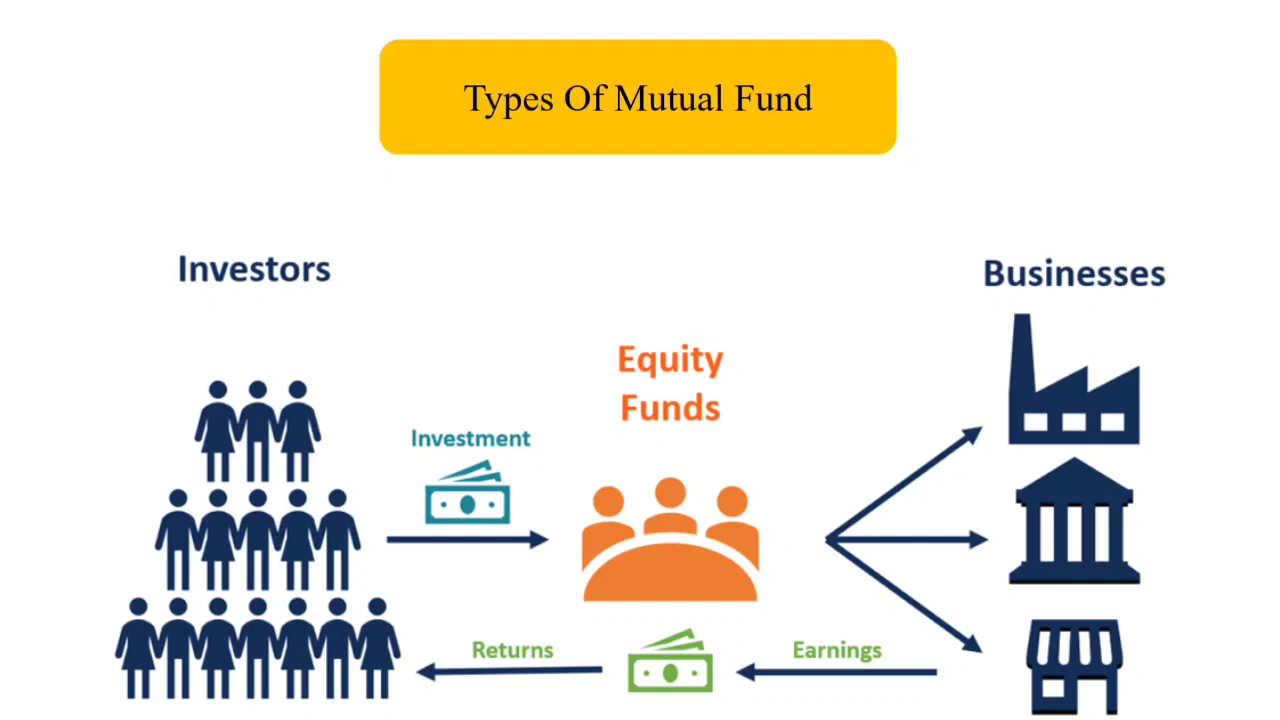 Types Of Mutual Fund
Investors
Businesses
Equity
Funds
Investment
Returns
Earnings